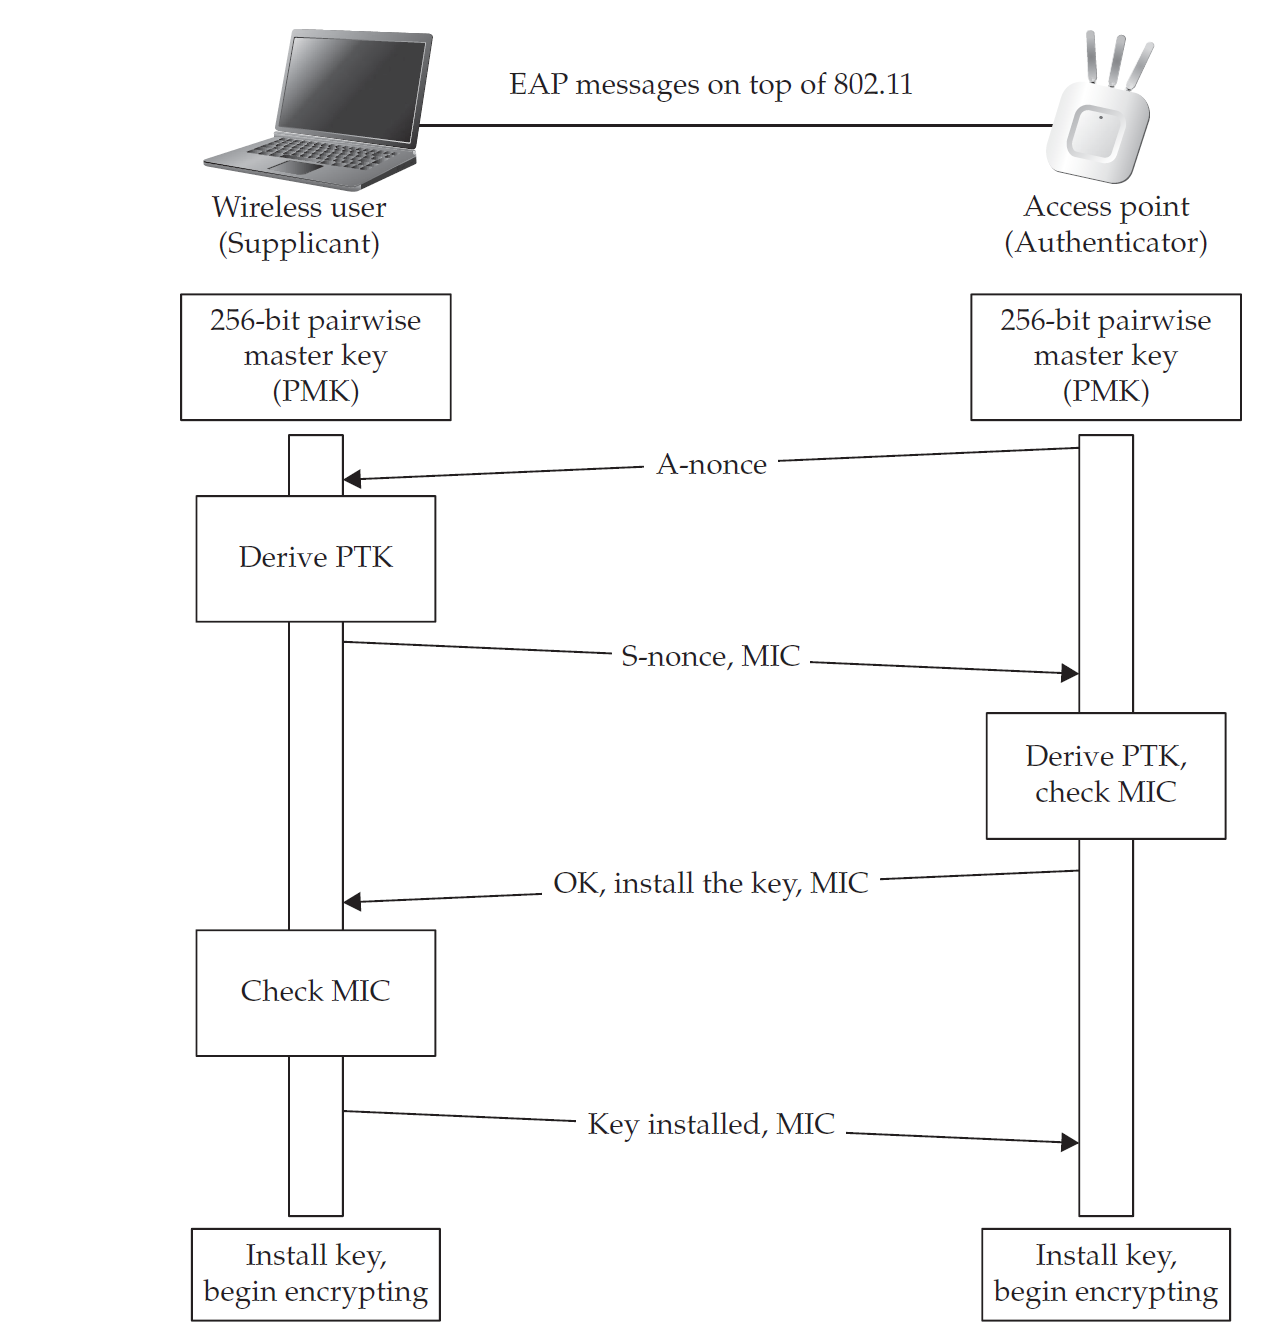 EAP messages on top of 802.11
Wireless user
(Supplicant)
Access point
(Authenticator)
256-bit pairwise
master key
(PMK)
256-bit pairwise
master key
(PMK)
A-nonce
Derive PTK
S-nonce, MIC
Derive PTK,
check MIC
OK, install the key, MIC
Check MIC
Key installed, MIC
Install key,
begin encrypting
Install key,
begin encrypting